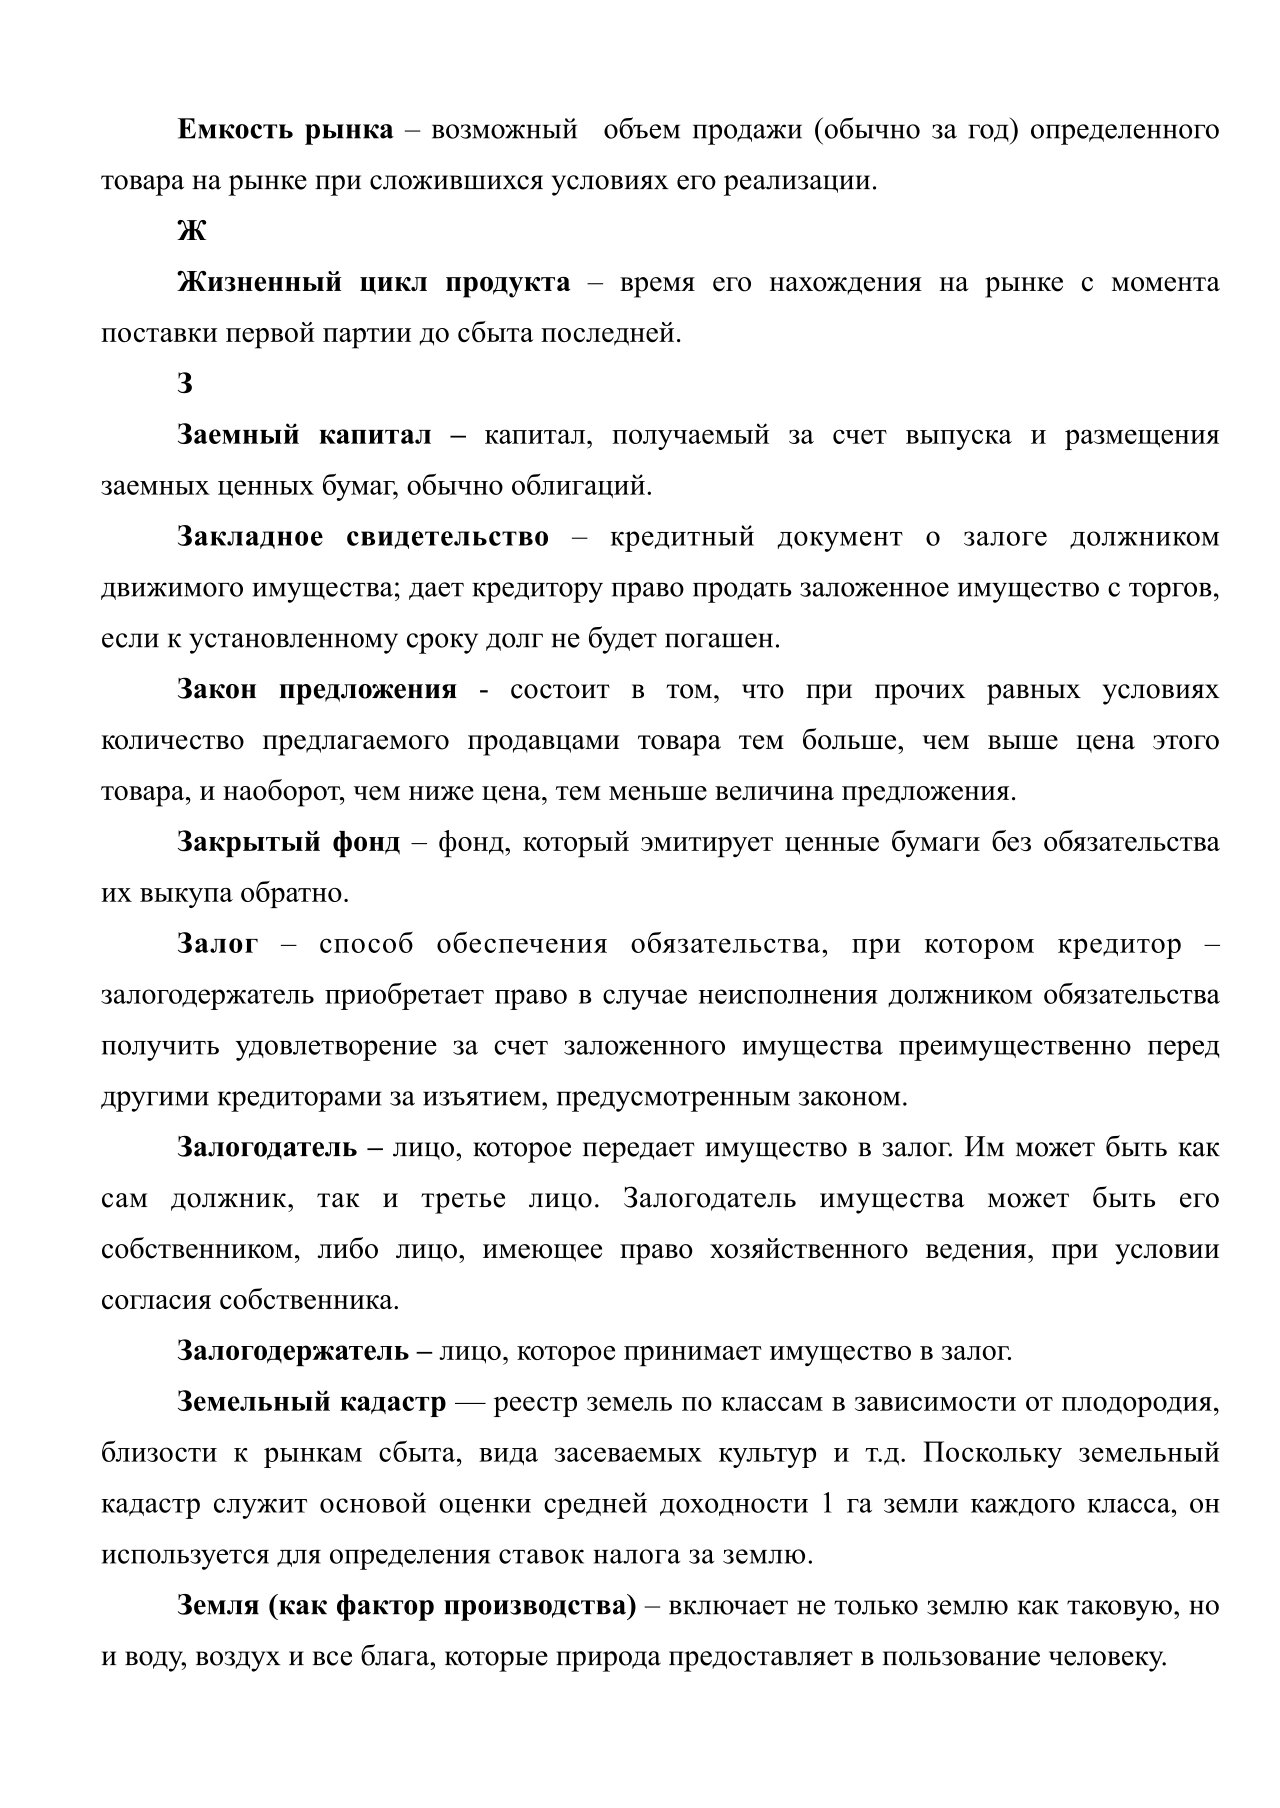 Емкость рынка – возможный объем продажи (обычно за год) определенного
товара на рынке при сложившихся условиях его реализации.
Ж
Жизненный цикл продукта – время его нахождения на рынке с момента
поставки первой партии до сбыта последней.
З
Заемный капитал – капитал, получаемый за счет выпуска и размещения
заемных ценных бумаг, обычно облигаций.
Закладное свидетельство – кредитный документ о залоге должником
движимого имущества; дает кредитору право продать заложенное имущество с торгов,
если к установленному сроку долг не будет погашен.
Закон предложения - состоит в том, что при прочих равных условиях
количество предлагаемого продавцами товара тем больше, чем выше цена этого
товара, и наоборот, чем ниже цена, тем меньше величина предложения.
Закрытый фонд – фонд, который эмитирует ценные бумаги без обязательства
их выкупа обратно.
Залог – способ обеспечения обязательства, при котором кредитор –
залогодержатель приобретает право в случае неисполнения должником обязательства
получить удовлетворение за счет заложенного имущества преимущественно перед
другими кредиторами за изъятием, предусмотренным законом.
Залогодатель – лицо, которое передает имущество в залог. Им может быть как
сам должник, так и третье лицо. Залогодатель имущества может быть его
собственником, либо лицо, имеющее право хозяйственного ведения, при условии
согласия собственника.
Залогодержатель – лицо, которое принимает имущество в залог.
Земельный кадастр — реестр земель по классам в зависимости от плодородия,
близости к рынкам сбыта, вида засеваемых культур и т.д. Поскольку земельный
кадастр служит основой оценки средней доходности 1 га земли каждого класса, он
используется для определения ставок налога за землю.
Земля (как фактор производства) – включает не только землю как таковую, но
и воду, воздух и все блага, которые природа предоставляет в пользование человеку.